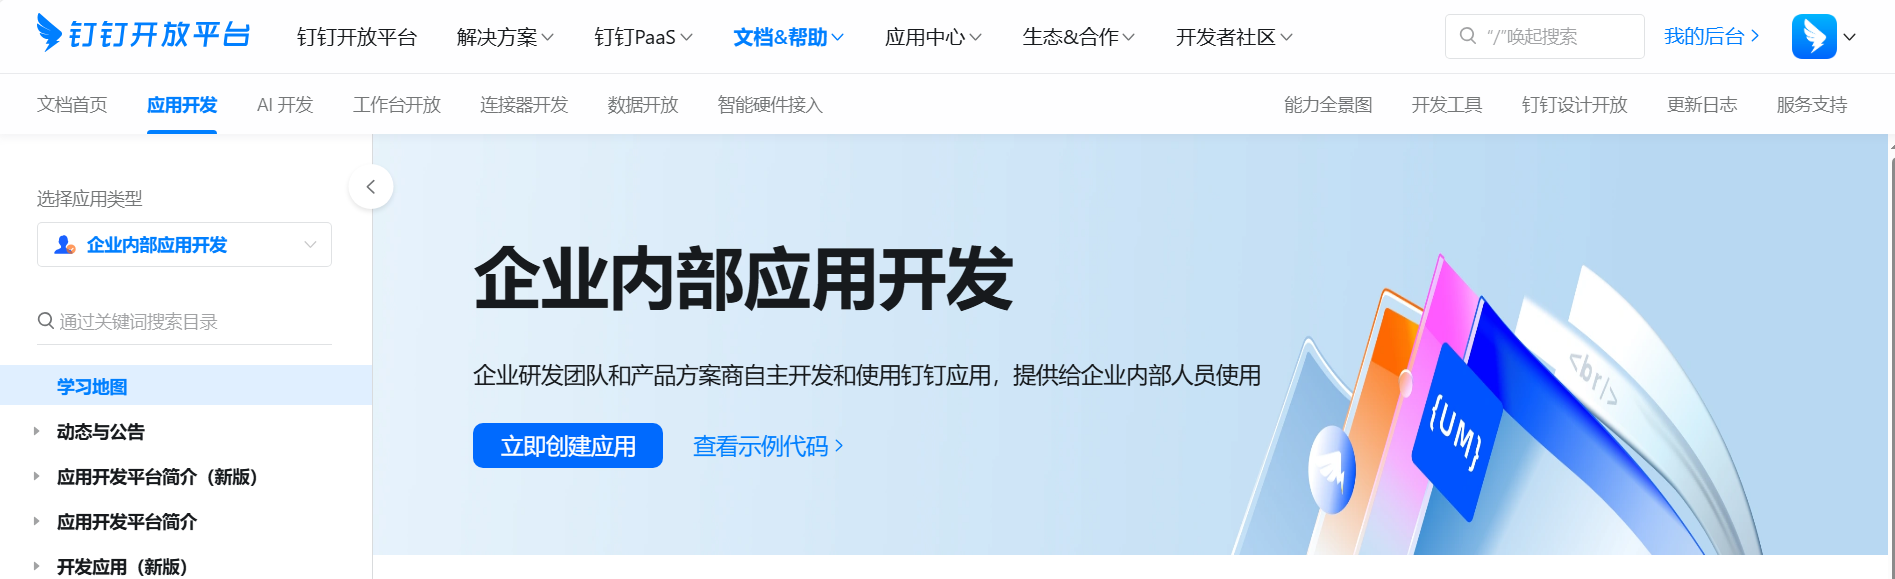 钉钉开放平台 钉钉开放平台 解决方案 钉钉PaaS 文档&帮助 应用中心 生态&合作 开发者社区 “/”唤起搜索 我的后台
文档首页 应用开发 AI 开发 工作台开放 连接器开发 数据开放 智能硬件接入 能力全景图 开发工具 钉钉设计开放 更新日志 服务支持
选择应用类型
企业内部应用开发
通过关键词搜索目录
学习地图
动态与公告
应用开发平台简介（新版）
应用开发平台简介
开发应用（新版）
企业内部应用开发
企业研发团队和产品方案商自主开发和使用钉钉应用，提供给企业内部人员使用
立即创建应用 查看示例代码
{UM}
<br/>